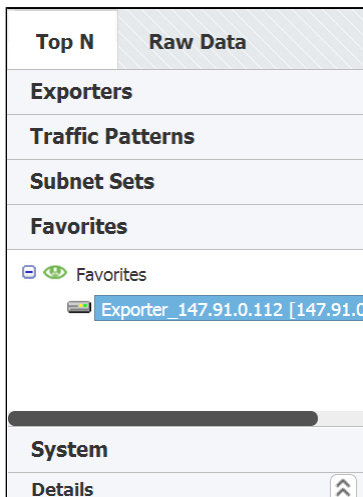 Top N Raw Data
Exporters
Traffic Patterns
Subnet Sets
Favorites
Favorites
Exporter_147.91.0.112 [147.91.0
System
Details